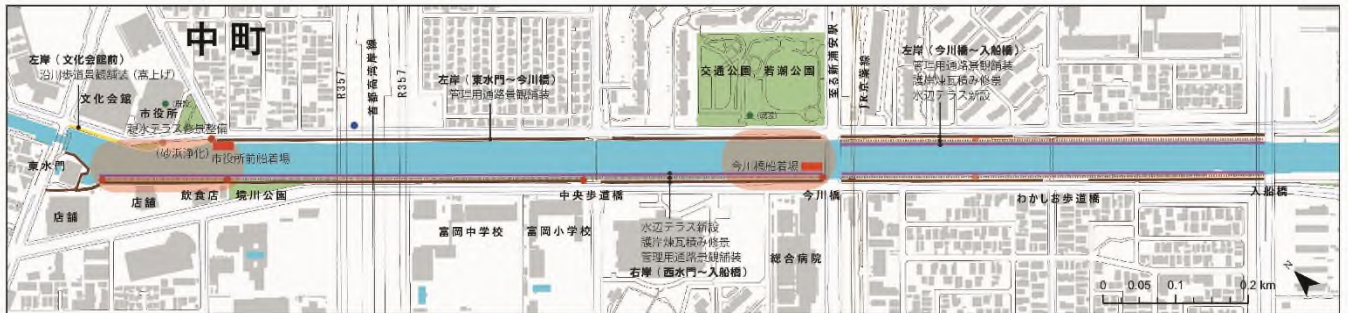 中町
左岸（文化会館前）
沿川歩道景観舗装（高上げ）
文化会館
市役所
親水テラス修景整備
(砂浜浄化)
市役所前船着場
東水門
店舗
店舗
飲食店
境川公園
R357
首都高湾岸線
R357
左岸（東水門～今川橋）
管理用通路景観舗装
富岡中学校
富岡小学校
中央歩道橋
水辺テラス新設
護岸煉瓦積み修景
管理用通路景観舗装
右岸（西水門～入船橋）
交通公園
若潮公園
今川橋船着場
総合病院
今川橋
至る新浦安駅
JR京葉線
左岸（今川橋～入船橋）
管理用通路景観舗装
護岸煉瓦積み修景
水辺テラス新設
わかしお歩道橋
入船橋
N
0 0.05 0.1 0.2 km